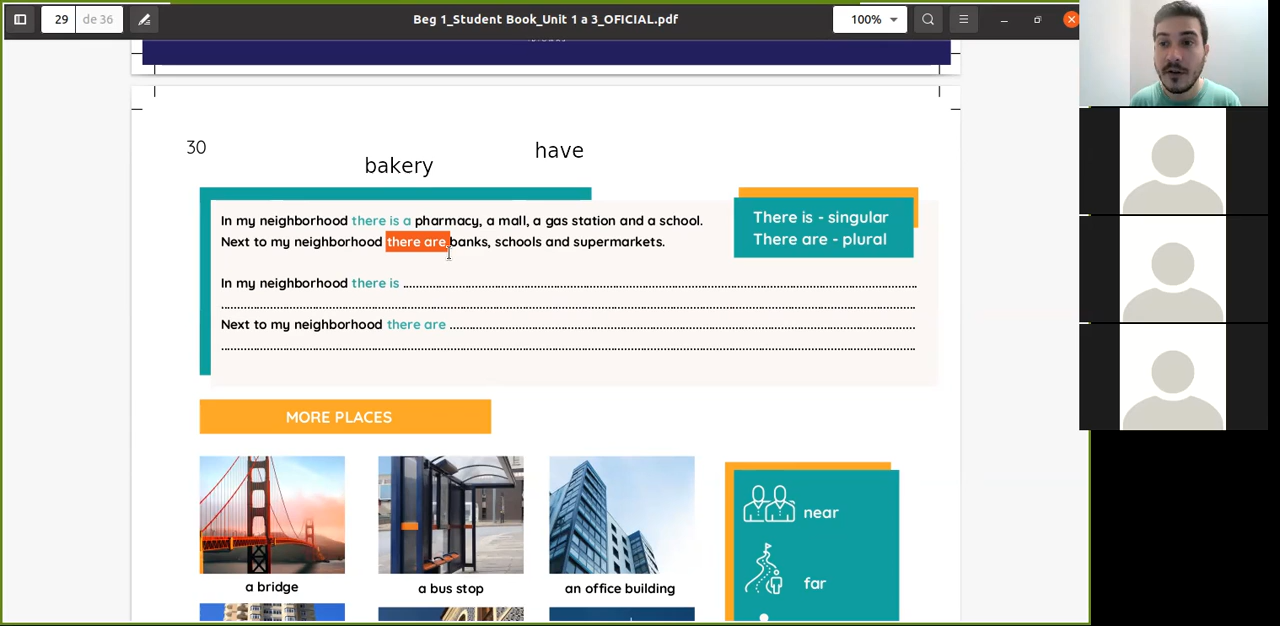 29
de 36
Beg 1_Student Book_Unit 1 a 3_OFICIAL.pdf
100%
30
bakery
have
In my neighborhood there is a pharmacy, a mall, a gas station and a school.
Next to my neighborhood there are banks, schools and supermarkets.
There is - singular
There are - plural
In my neighborhood there is ................................................................
................................................................
Next to my neighborhood there are ................................................................
................................................................
MORE PLACES
a bridge
a bus stop
an office building
near
far